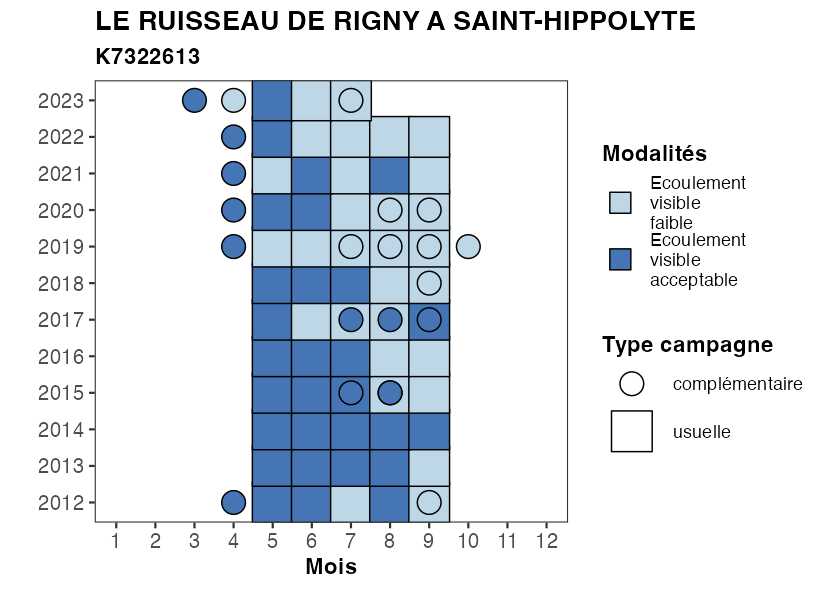 LE RUISSEAU DE RIGNY A SAINT-HIPPOLYTE
K7322613
2023
2022
2021
2020
2019
2018
2017
2016
2015
2014
2013
2012
1 2 3 4 5 6 7 8 9 10 11 12
Mois
Modalités
Ecoulement
visible
faible
Ecoulement
visible
acceptable
Type campagne
complémentaire
usuelle